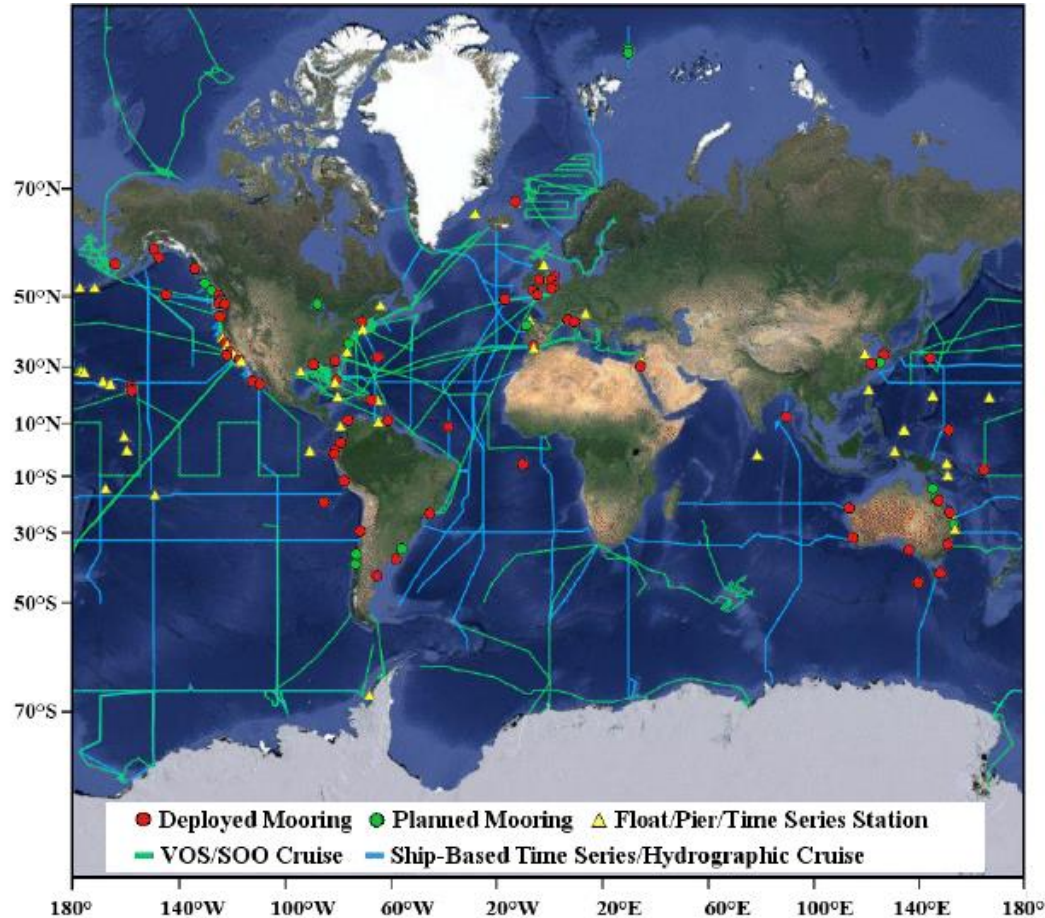 70°N
50°N
30°N
10°N
10°S
30°S
50°S
70°S
Deployed Mooring Planned Mooring Float/Pier/Time Series Station
VOS/SOO Cruise Ship-Based Time Series/Hydrographic Cruise
180° 140°W 100°W 60°W 20°W 20°E 60°E 100°E 140°E 180°